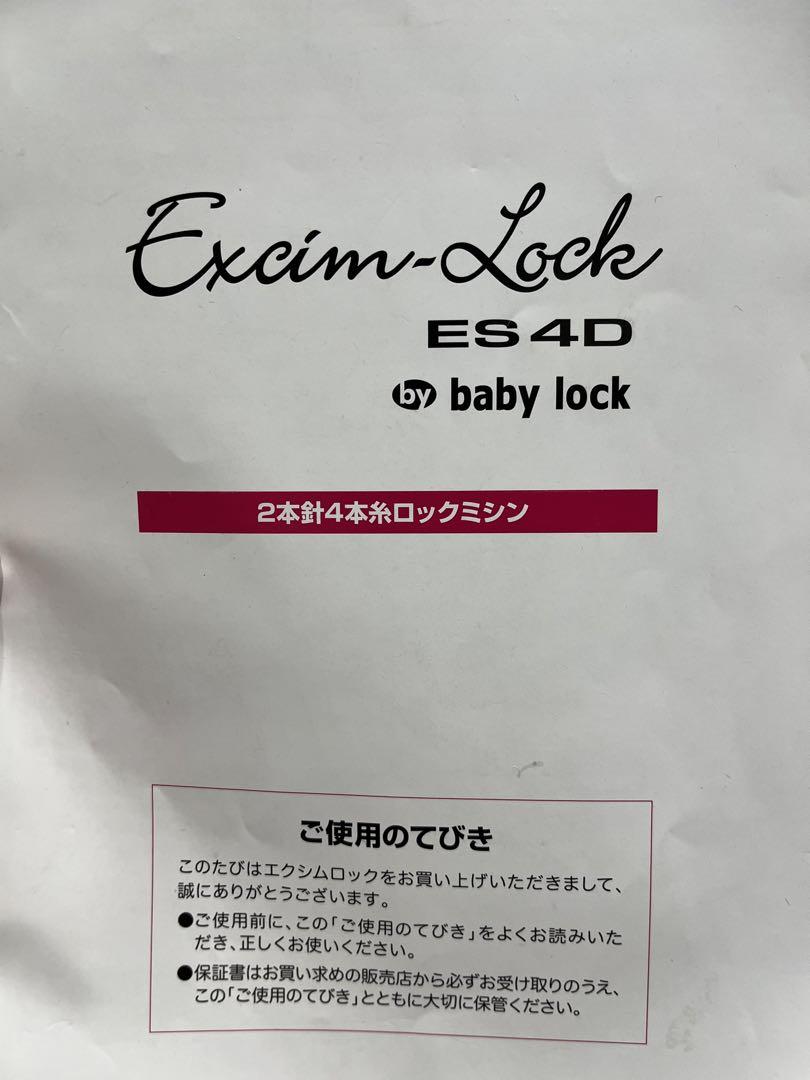 Excim-Lock
ES4D
by baby lock
2本針4本糸ロックミシン
ご使用のてびき
このたびはエクシムロックをお買い上げいただきまして、
誠にありがとうございます。
●ご使用前に、この「ご使用のてびき」をよくお読みいた
だき、正しくお使いください。
●保証書はお買い求めの販売店から必ずお受け取りのうえ、
この「ご使用のてびき」とともに大切に保管ください。